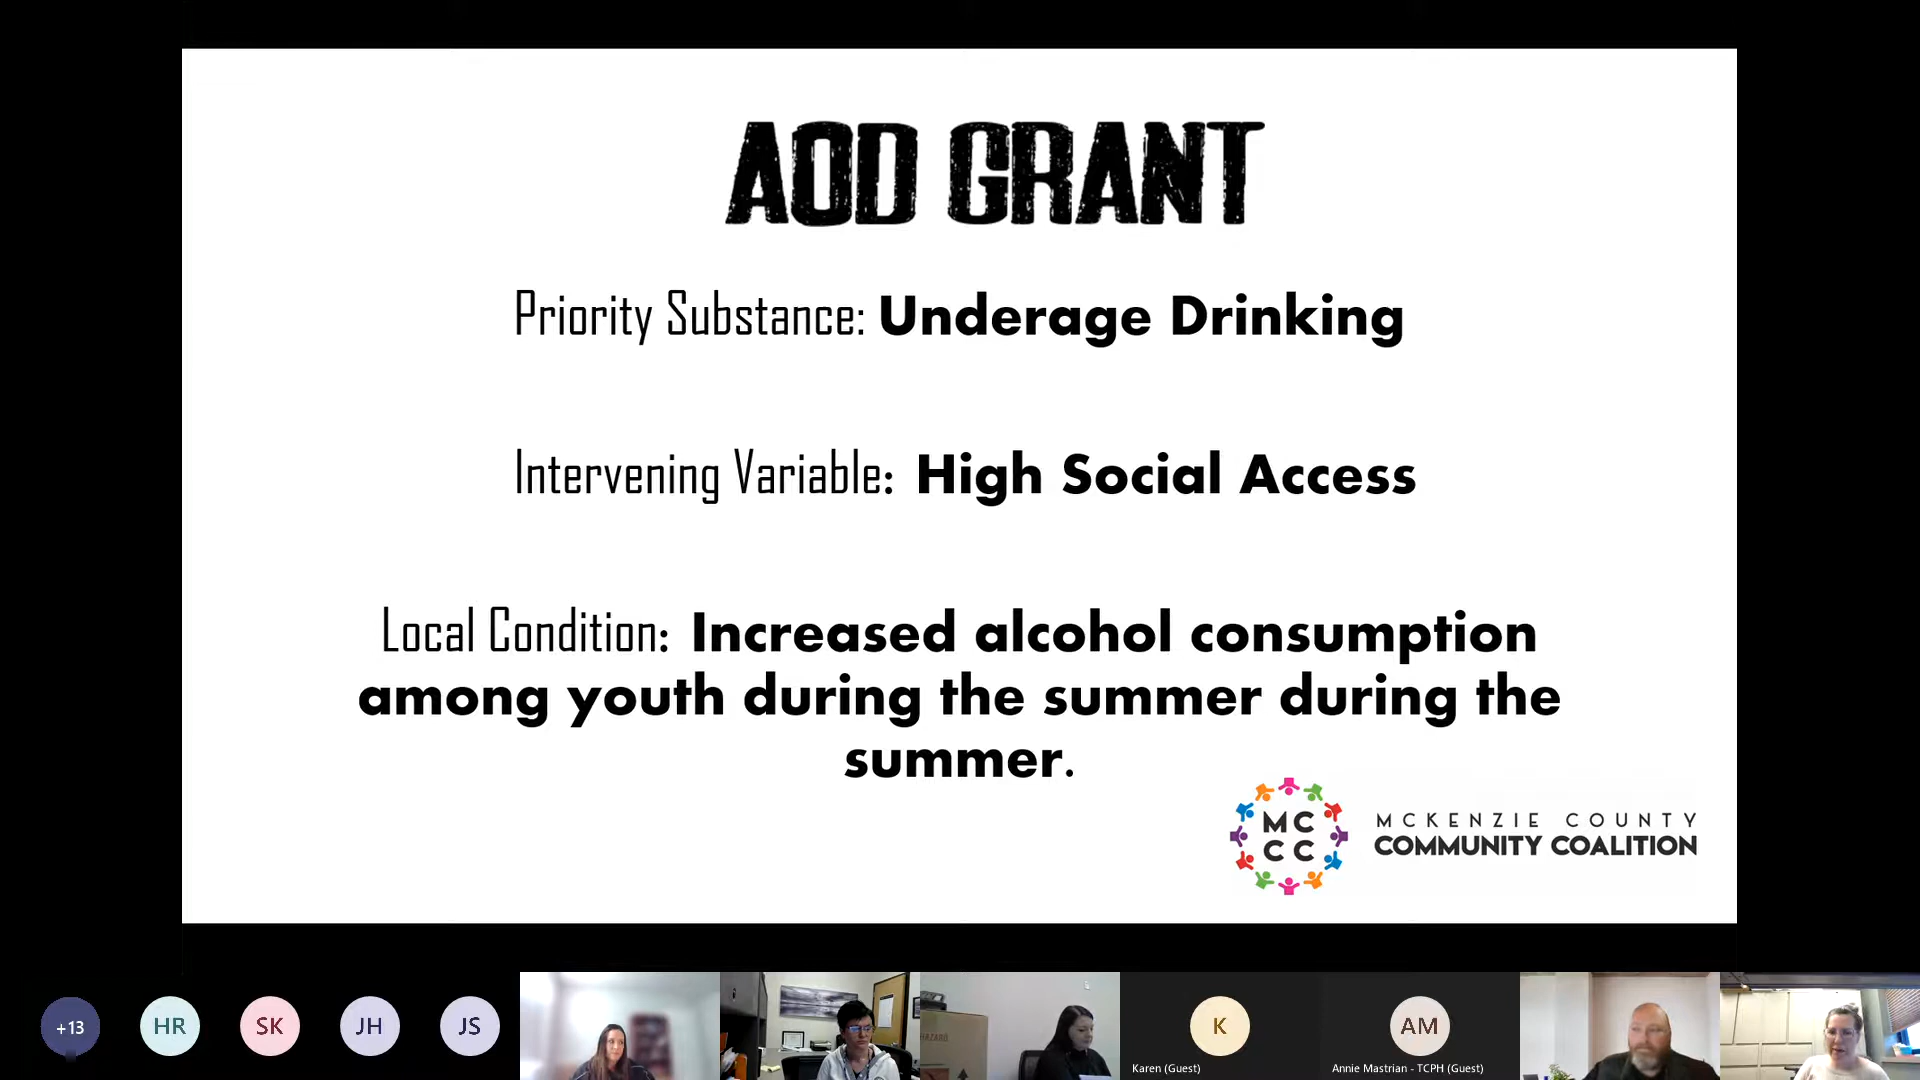 AOD GRANT
Priority Substance: Underage Drinking
Intervening Variable: High Social Access
Local Condition: Increased alcohol consumption
among youth during the summer during the
summer.
MC
CC
MCKENZIE COUNTY
COMMUNITY COALITION
+13
HR
SK
JH
JS
K
Karen (Guest)
AM
Annie Mastrian - TCPH (Guest)